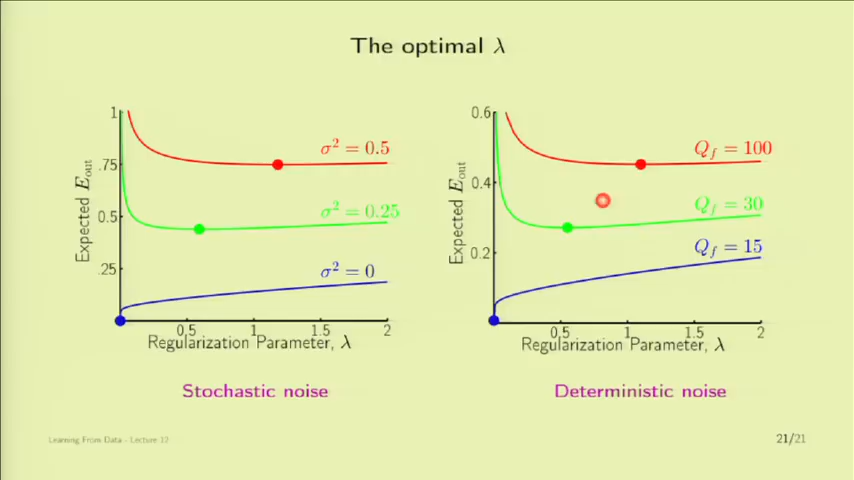 The optimal λ
1
.75
0.5
.25
Expected E_out
σ² = 0.5
σ² = 0.25
σ² = 0
0.5 1 1.5 2
Regularization Parameter, λ
Stochastic noise
0.6
0.4
0.2
Expected E_out
Q_f = 100
Q_f = 30
Q_f = 15
0.5 1 1.5 2
Regularization Parameter, λ
Deterministic noise
Learning From Data - Lecture 12
21/21